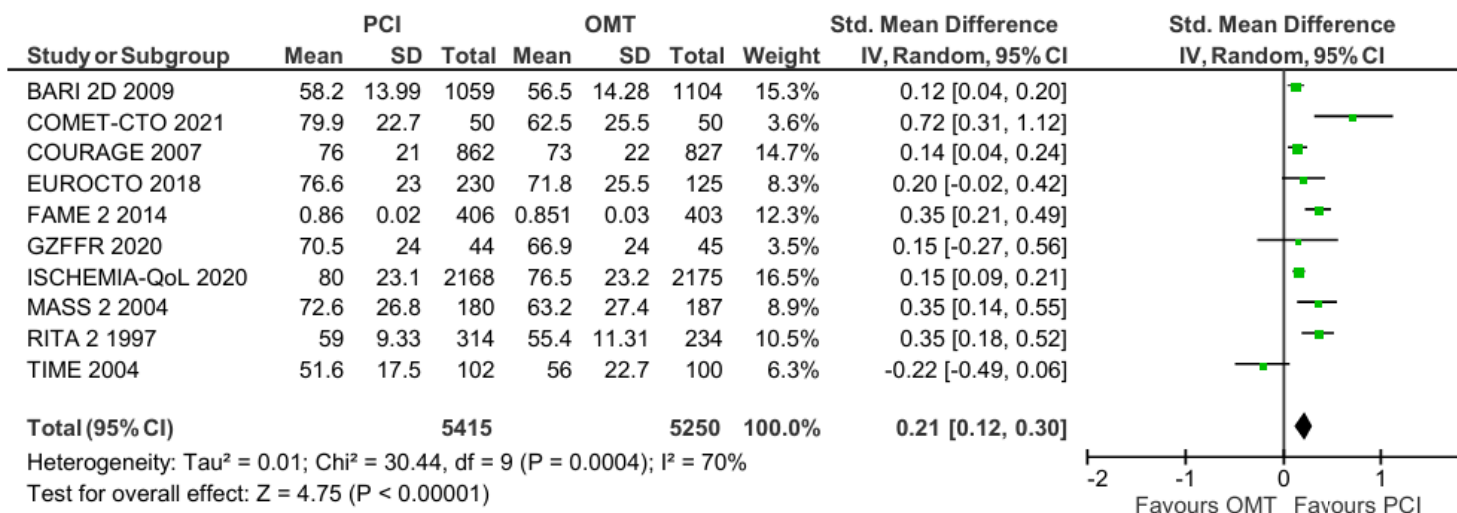 PCI OMT Std. Mean Difference Std. Mean Difference
Study or Subgroup Mean SD Total Mean SD Total Weight IV, Random, 95% CI IV, Random, 95% CI
BARI 2D 2009 58.2 13.99 1059 56.5 14.28 1104 15.3% 0.12 [0.04, 0.20]
COMET-CTO 2021 79.9 22.7 50 62.5 25.5 50 3.6% 0.72 [0.31, 1.12]
COURAGE 2007 76 21 862 73 22 827 14.7% 0.14 [0.04, 0.24]
EUROCTO 2018 76.6 23 230 71.8 25.5 125 8.3% 0.20 [-0.02, 0.42]
FAME 2 2014 0.86 0.02 406 0.851 0.03 403 12.3% 0.35 [0.21, 0.49]
GZFFR 2020 70.5 24 44 66.9 24 45 3.5% 0.15 [-0.27, 0.56]
ISCHEMIA-QoL 2020 80 23.1 2168 76.5 23.2 2175 16.5% 0.15 [0.09, 0.21]
MASS 2 2004 72.6 26.8 180 63.2 27.4 187 8.9% 0.35 [0.14, 0.55]
RITA 2 1997 59 9.33 314 55.4 11.31 234 10.5% 0.35 [0.18, 0.52]
TIME 2004 51.6 17.5 102 56 22.7 100 6.3% -0.22 [-0.49, 0.06]
Total (95% CI) 5415 5250 100.0% 0.21 [0.12, 0.30]
Heterogeneity: Tau² = 0.01; Chi² = 30.44, df = 9 (P = 0.0004); I² = 70%
Test for overall effect: Z = 4.75 (P < 0.00001)
-2 -1 0 1
Favours OMT Favours PCI